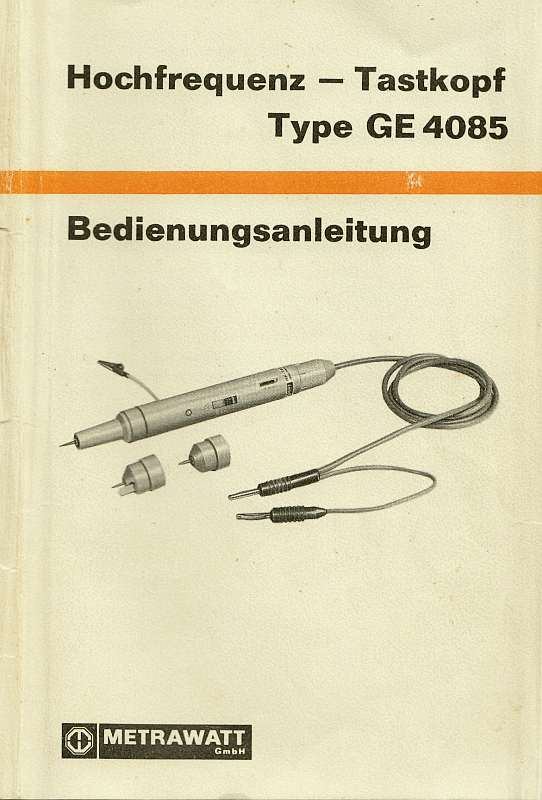 Hochfrequenz – Tastkopf
Type GE 4085
Bedienungsanleitung
METRAWATT
GmbH